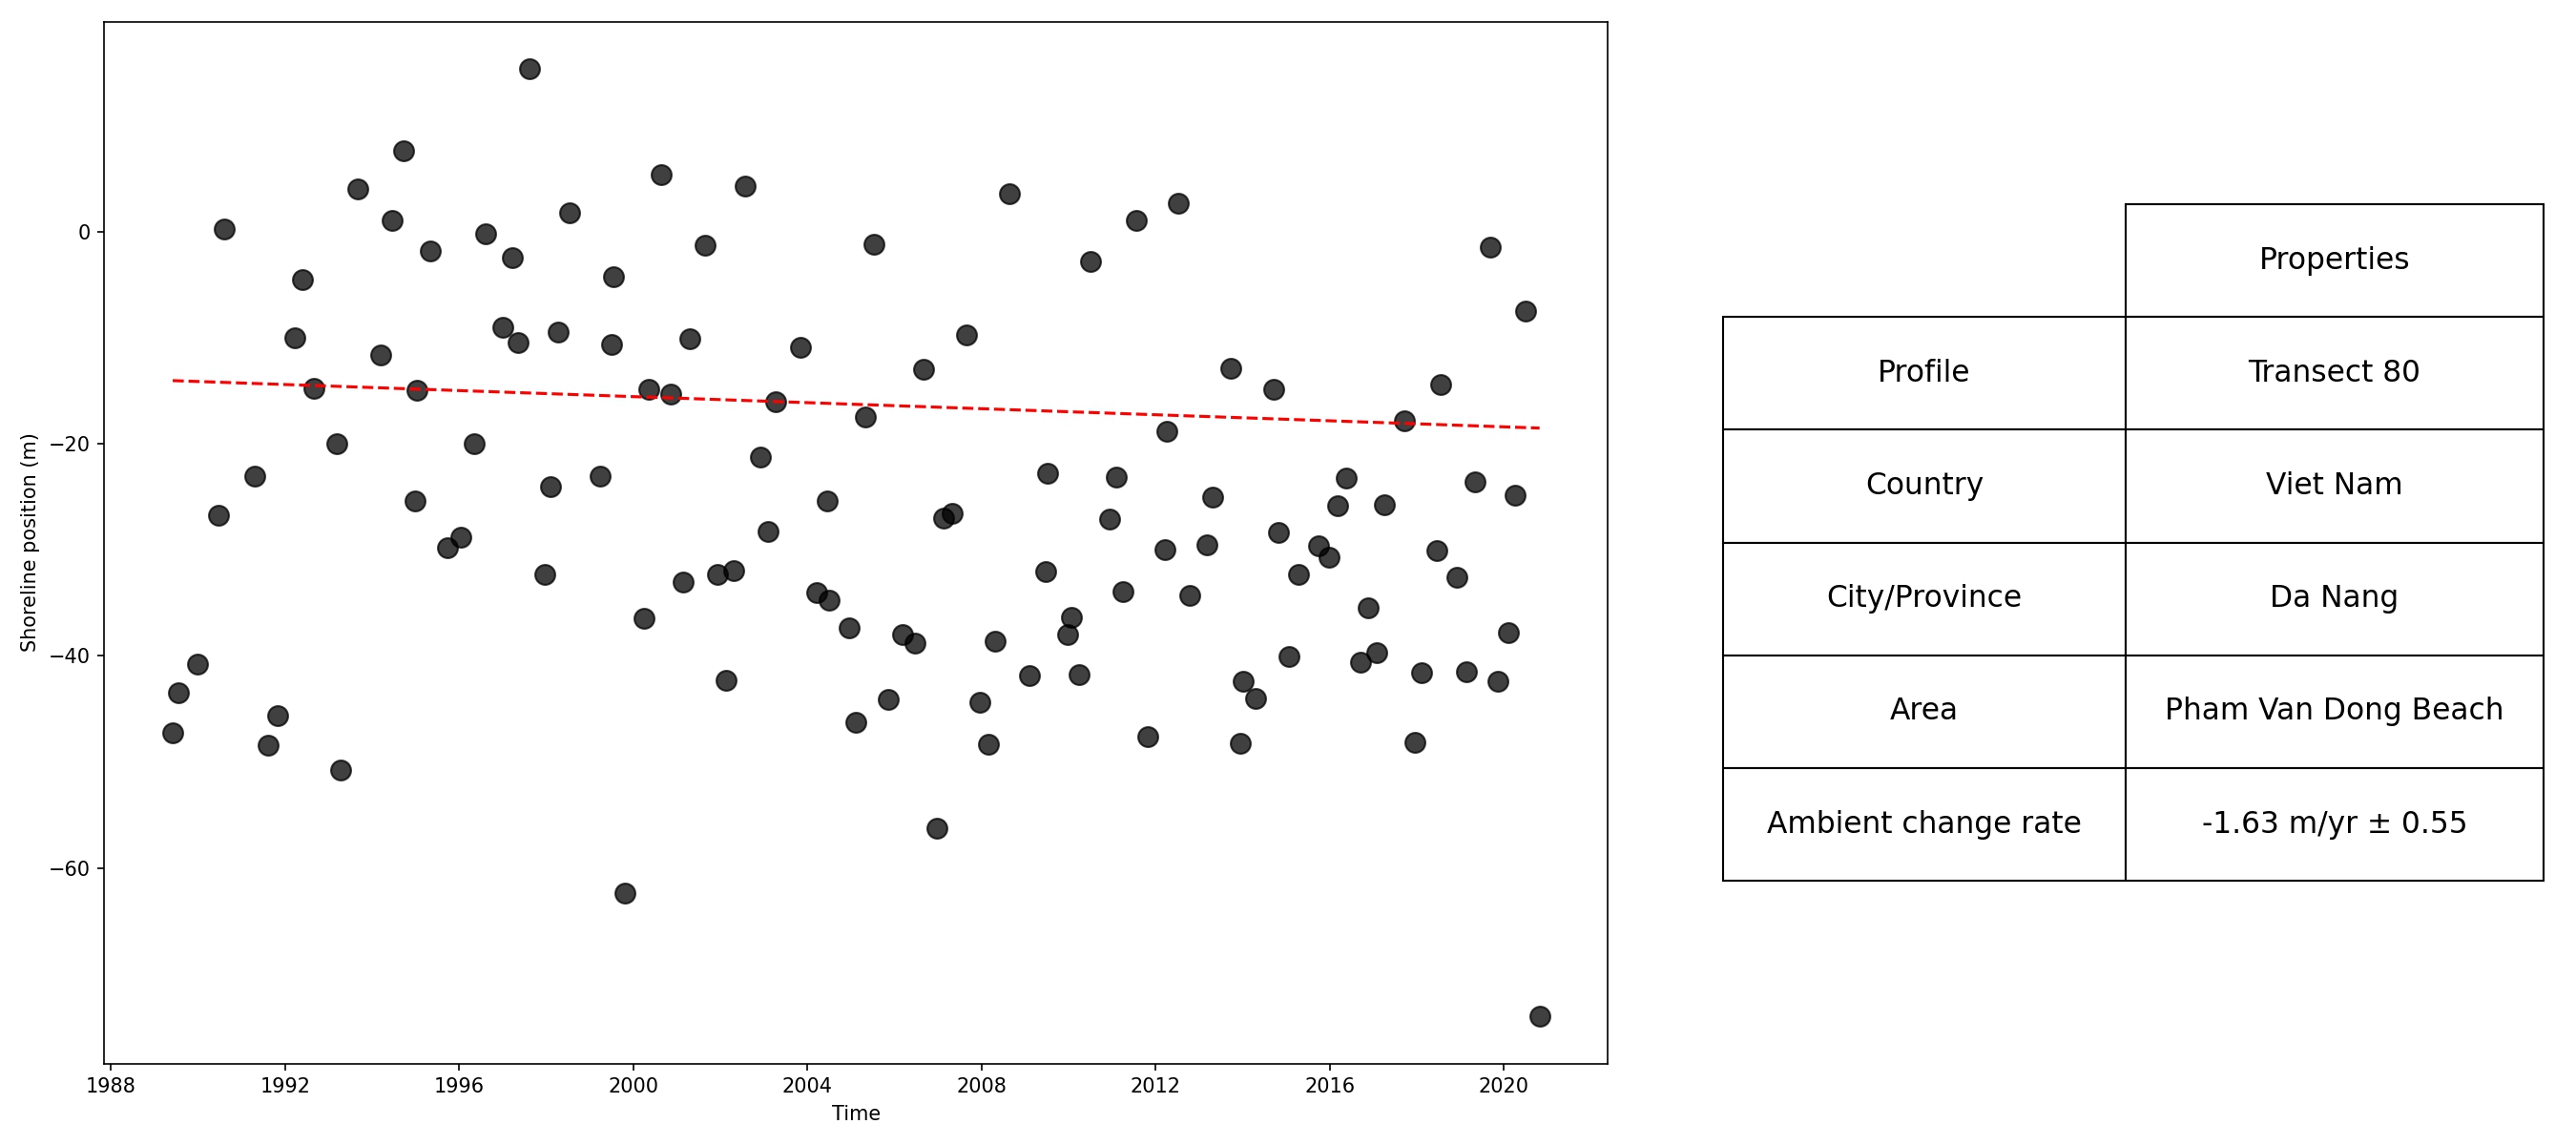 0
−20
−40
−60
Shoreline position (m)
1988 1992 1996 2000 2004 2008 2012 2016 2020
Time
Properties
Profile Transect 80
Country Viet Nam
City/Province Da Nang
Area Pham Van Dong Beach
Ambient change rate -1.63 m/yr ± 0.55